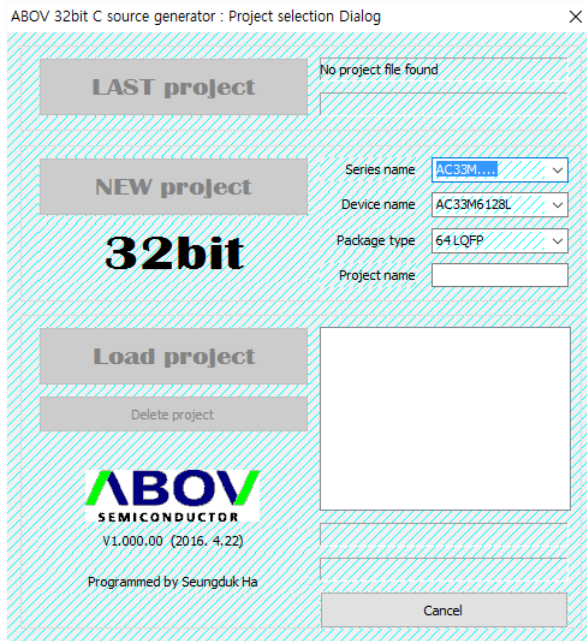 ABOV 32bit C source generator : Project selection Dialog
LAST project
No project file found
NEW project
Series name
AC33M....
Device name
AC33M6128L
32bit
Package type
64 LQFP
Project name
Load project
Delete project
ABOV
SEMICONDUCTOR
V1.000.00 (2016. 4.22)
Programmed by Seungduk Ha
Cancel